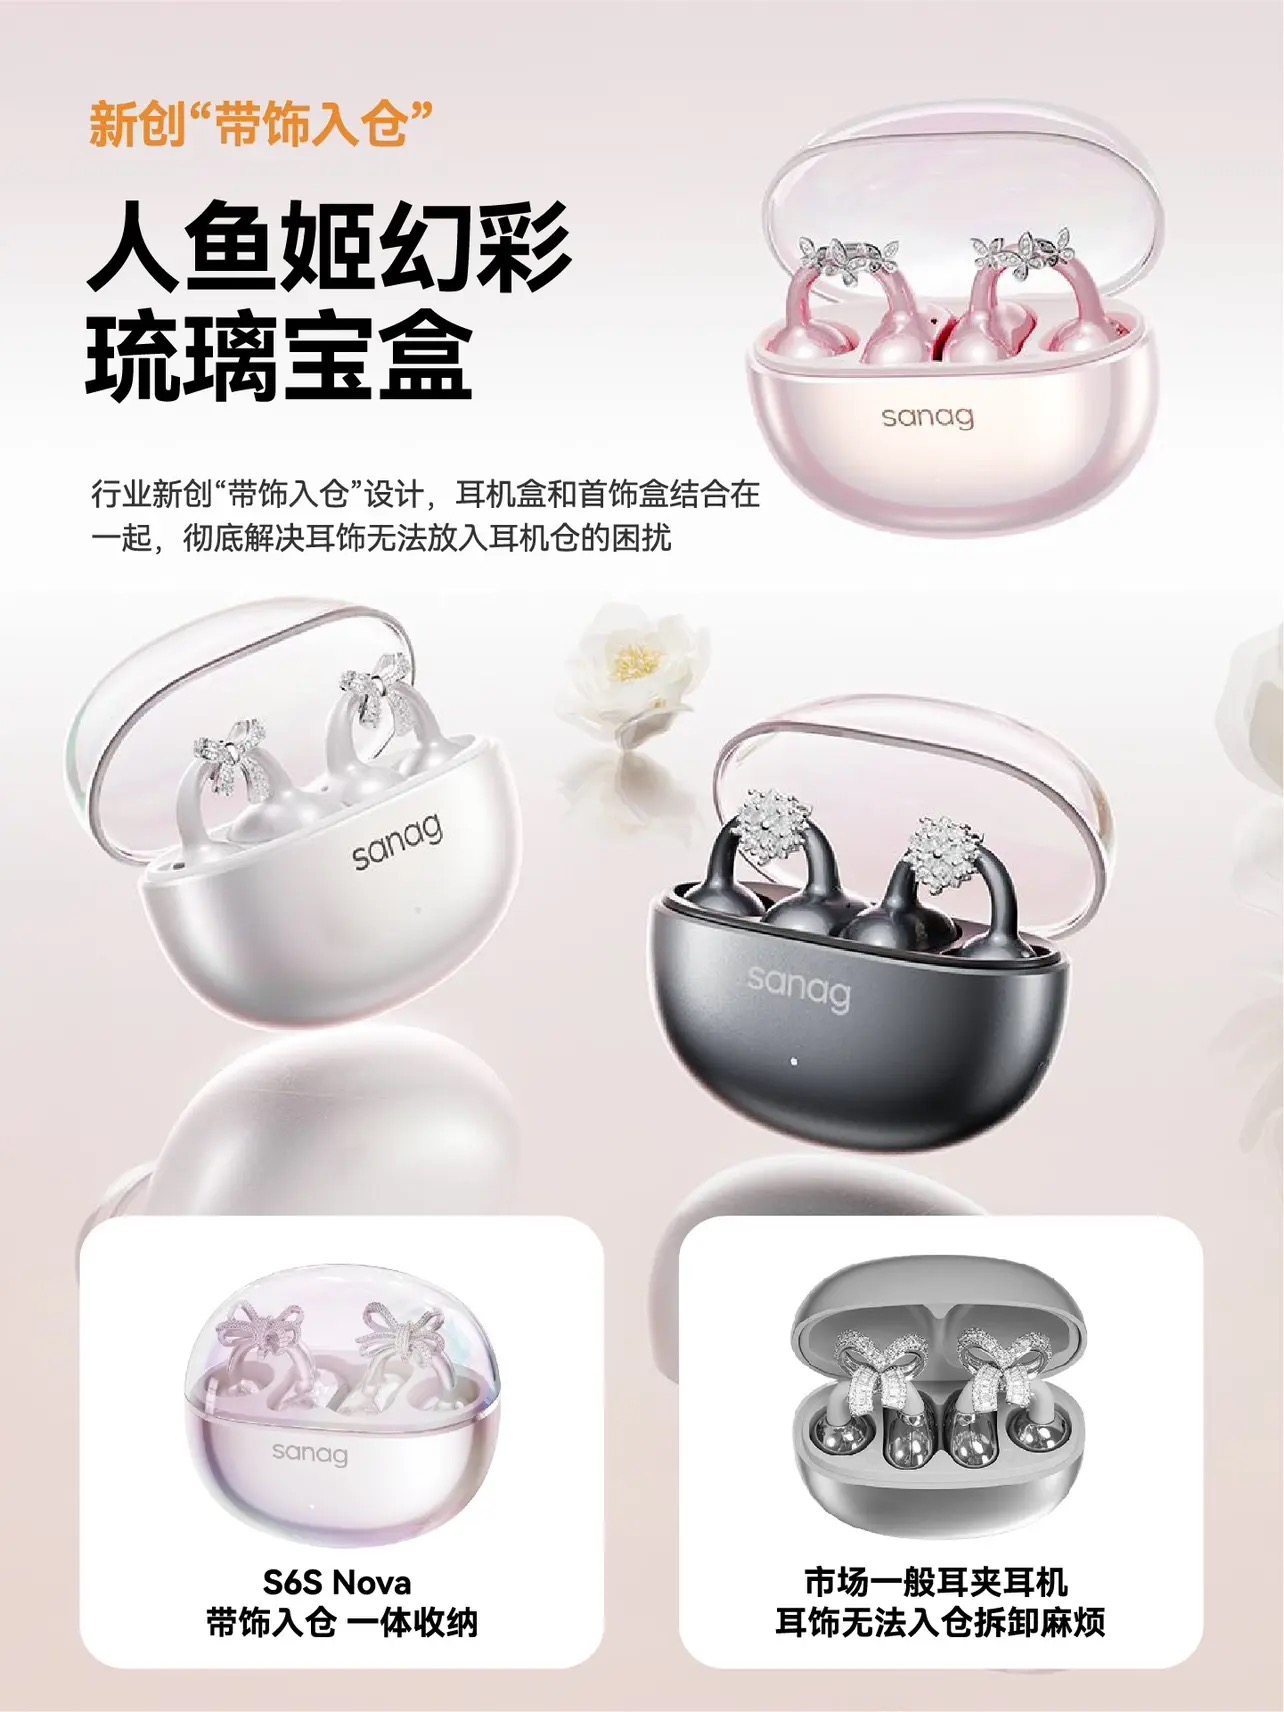 新创“带饰入仓”
人鱼姬幻彩
琉璃宝盒
行业新创“带饰入仓”设计，耳机盒和首饰盒结合在
一起，彻底解决耳饰无法放入耳机仓的困扰
sanag
sanag
sanag
sanag
S6S Nova
带饰入仓 一体收纳
市场一般耳夹耳机
耳饰无法入仓拆卸麻烦